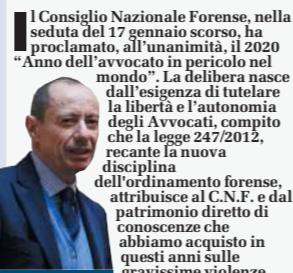 Il Consiglio Nazionale Forense, nella
seduta del 17 gennaio scorso, ha
proclamato, all’unanimità, il 2020
“Anno dell’avvocato in pericolo nel
mondo”. La delibera nasce
dall’esigenza di tutelare
la libertà e l’autonomia
degli Avvocati, compito
che la legge 247/2012,
recante la nuova
disciplina
dell'ordinamento forense,
attribuisce al C.N.F. e dal
patrimonio diretto di
conoscenze che
abbiamo acquisto in
questi anni sulle
gravissime violenze